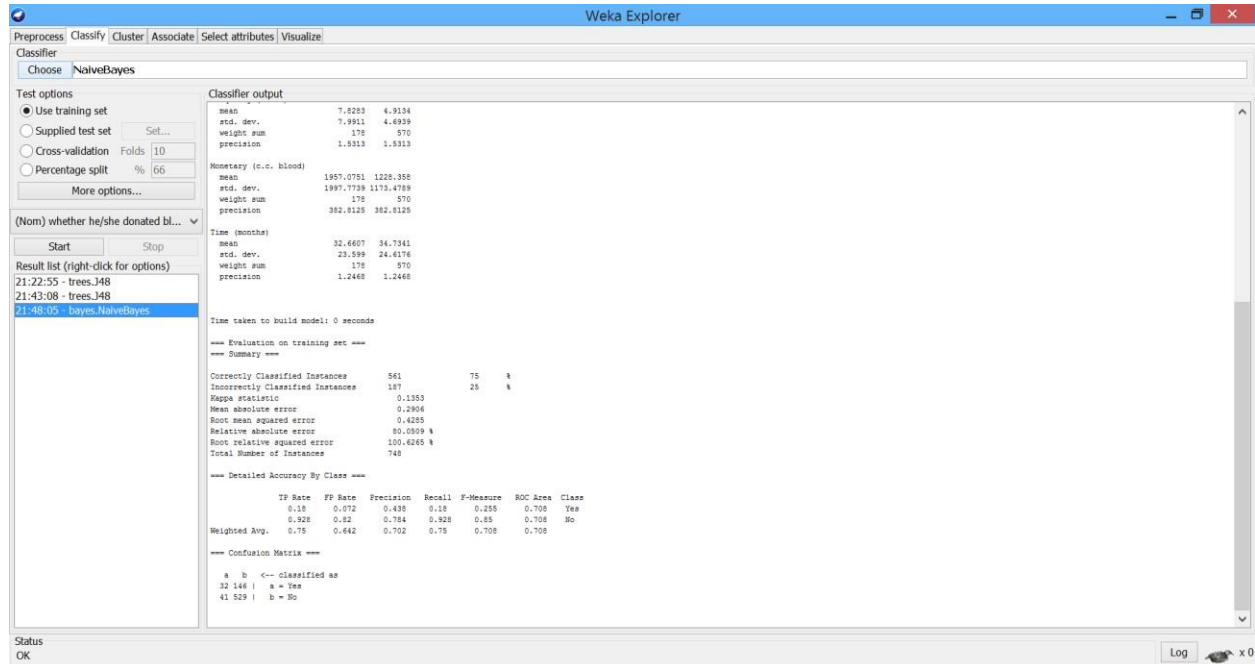 Weka Explorer
Preprocess Classify Cluster Associate Select attributes Visualize
Classifier
Choose NaiveBayes
Test options
Use training set
Supplied test set Set...
Cross-validation Folds 10
Percentage split % 66
More options...
(Nom) whether he/she donated bl...
Start Stop
Result list (right-click for options)
21:22:55 - trees.J48
21:43:08 - trees.J48
21:48:05 - bayes.NaiveBayes
Classifier output
mean 7.8283 4.9134
std. dev. 7.9911 4.6939
weight sum 178 570
precision 1.5313 1.5313
Monetary (c.c. blood)
mean 1957.0751 1228.358
std. dev. 1997.7739 1173.4789
weight sum 178 570
precision 382.8125 382.8125
Time (months)
mean 32.6607 34.7341
std. dev. 23.599 24.6176
weight sum 178 570
precision 1.2468 1.2468
Time taken to build model: 0 seconds
=== Evaluation on training set ===
=== Summary ===
Correctly Classified Instances 561 75 %
Incorrectly Classified Instances 187 25 %
Kappa statistic 0.1353
Mean absolute error 0.2906
Root mean squared error 0.4285
Relative absolute error 80.0509 %
Root relative squared error 100.6265 %
Total Number of Instances 748
=== Detailed Accuracy By Class ===
TP Rate FP Rate Precision Recall F-Measure ROC Area Class
0.18 0.072 0.438 0.18 0.255 0.708 Yes
0.928 0.82 0.784 0.928 0.85 0.708 No
Weighted Avg. 0.75 0.642 0.702 0.75 0.708 0.708
=== Confusion Matrix ===
a b <-- classified as
32 146 | a = Yes
41 529 | b = No
Status
OK
Log x 0